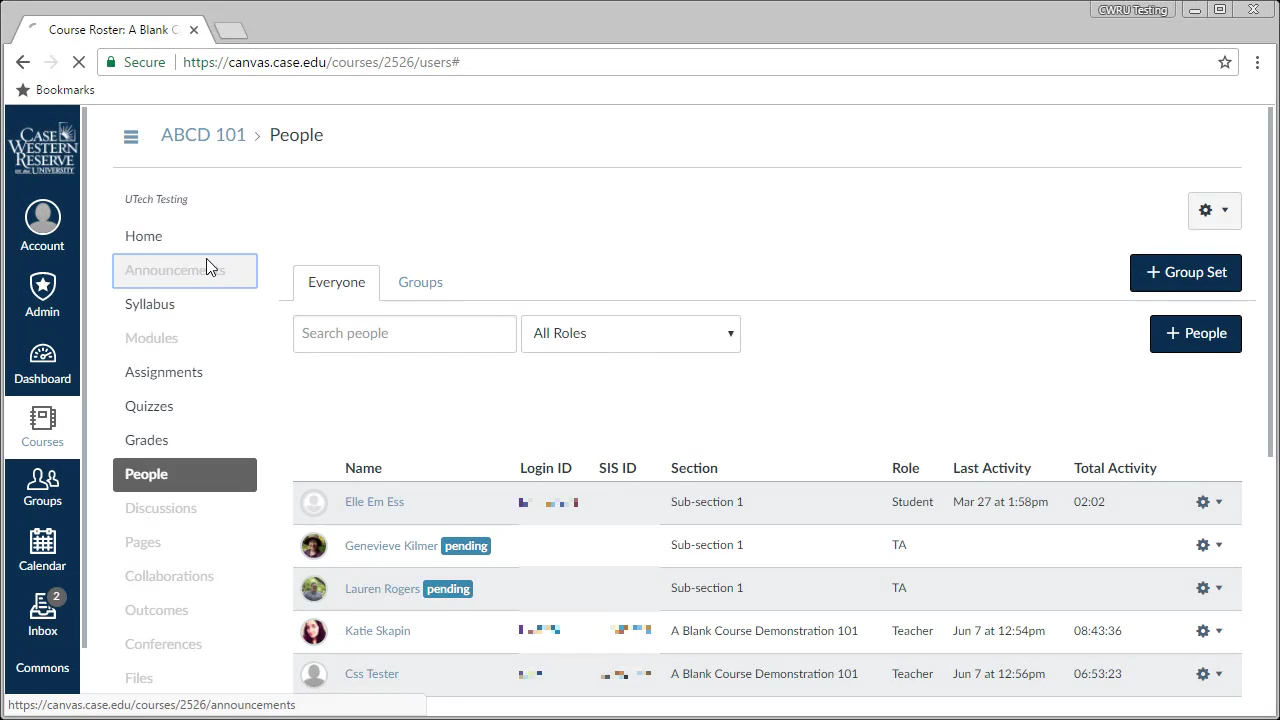 CWRU Testing
Course Roster: A Blank C
Secure
https://canvas.case.edu/courses/2526/users#
Bookmarks
CASE
WESTERN
RESERVE
UNIVERSITY
Account
Admin
Dashboard
Courses
Groups
Calendar
2
Inbox
Commons
ABCD 101 > People
UTech Testing
Home
Announcements
Syllabus
Modules
Assignments
Quizzes
Grades
People
Discussions
Pages
Collaborations
Outcomes
Conferences
Files
Everyone
Groups
+ Group Set
Search people
All Roles
+ People
Name Login ID SIS ID Section Role Last Activity Total Activity
Elle Em Ess Sub-section 1 Student Mar 27 at 1:58pm 02:02
Genevieve Kilmer pending Sub-section 1 TA
Lauren Rogers pending Sub-section 1 TA
Katie Skapin A Blank Course Demonstration 101 Teacher Jun 7 at 12:54pm 08:43:36
Css Tester A Blank Course Demonstration 101 Teacher Jun 7 at 12:56pm 06:53:23
https://canvas.case.edu/courses/2526/announcements